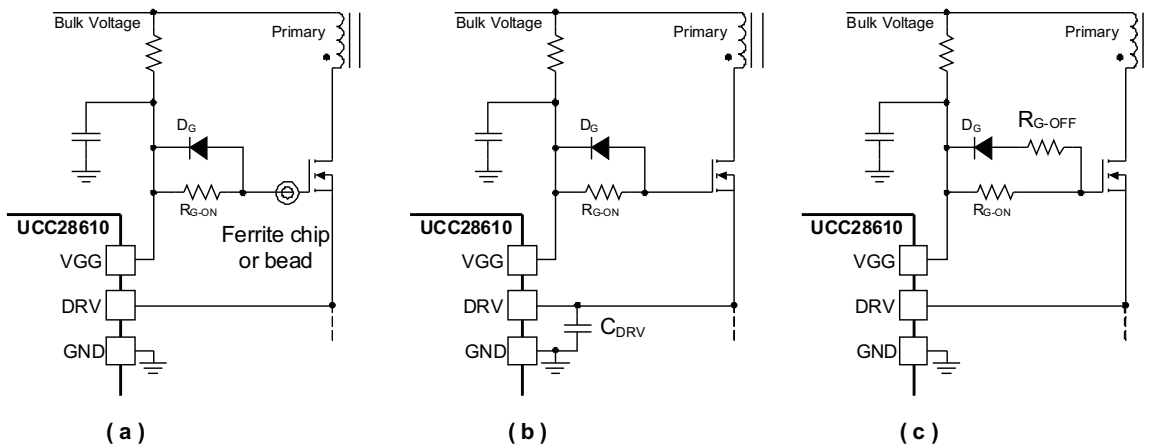 Bulk Voltage
Primary
DG
RG-ON
UCC28610
VGG
Ferrite chip
or bead
DRV
GND
( a )
Bulk Voltage
Primary
DG
RG-ON
UCC28610
VGG
DRV
CDRV
GND
( b )
Bulk Voltage
Primary
DG
RG-OFF
RG-ON
UCC28610
VGG
DRV
GND
( c )